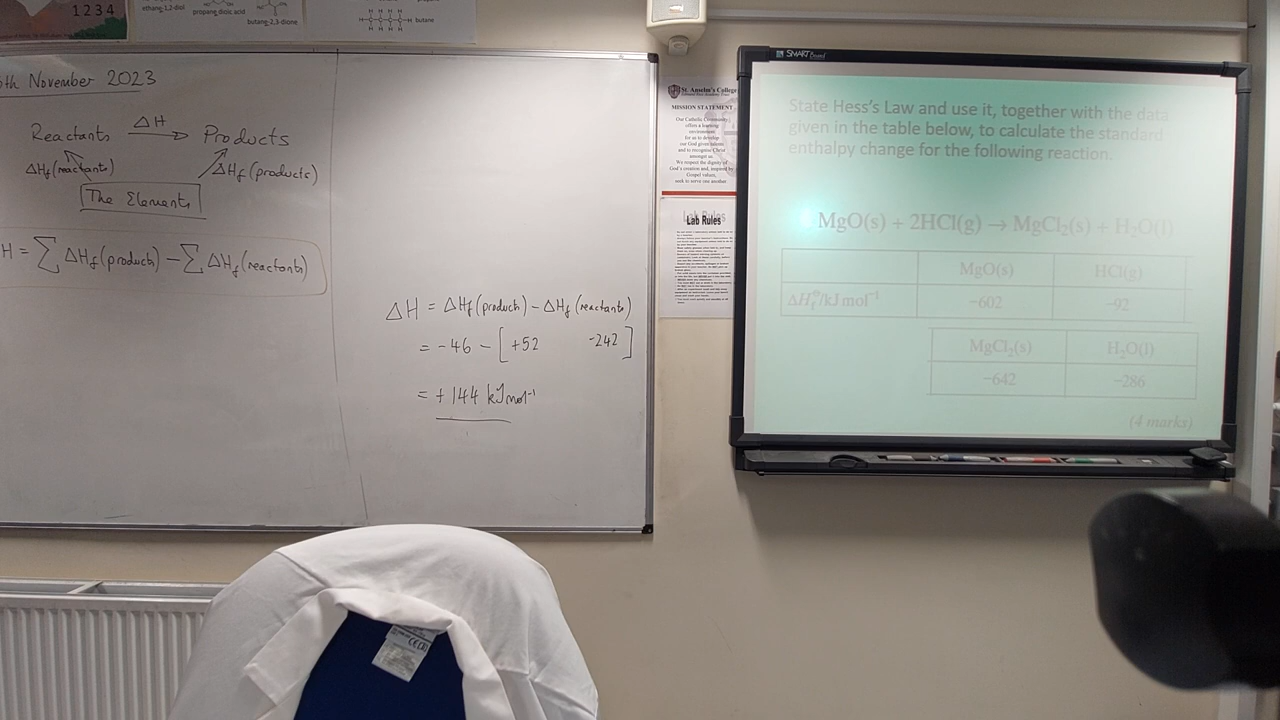 1 2 3 4
ethang-1,2-diol
propang dioic acid
butang-2,3-dione
butane
6th November 2023
Reactants ΔH Products
ΔHf(reactants) ΔHf(products)
The Elements
H = ∑ ΔHf(products) − ∑ ΔHf(reactants)
ΔH = ΔHf(products) − ΔHf(reactants)
= -46 − [+52 -242]
= +144 kJmol⁻¹
St. Anselm's College
MISSION STATEMENT
Our Catholic Community
offers a learning
environment
for us to develop
our God given talents
and to recognise Christ
amongst us
We respect the dignity of
God's creation and, inspired by
Gospel values,
seek to serve one another
Lab Rules
SMART Board
State Hess's Law and use it, together with the data
given in the table below, to calculate the standard
enthalpy change for the following reaction.
MgO(s) + 2HCl(g) → MgCl₂(s) + H₂O(l)
MgO(s) HCl(g)
ΔHf⊖/kJ mol⁻¹ −602 −92
MgCl₂(s) H₂O(l)
−642 −286
(4 marks)